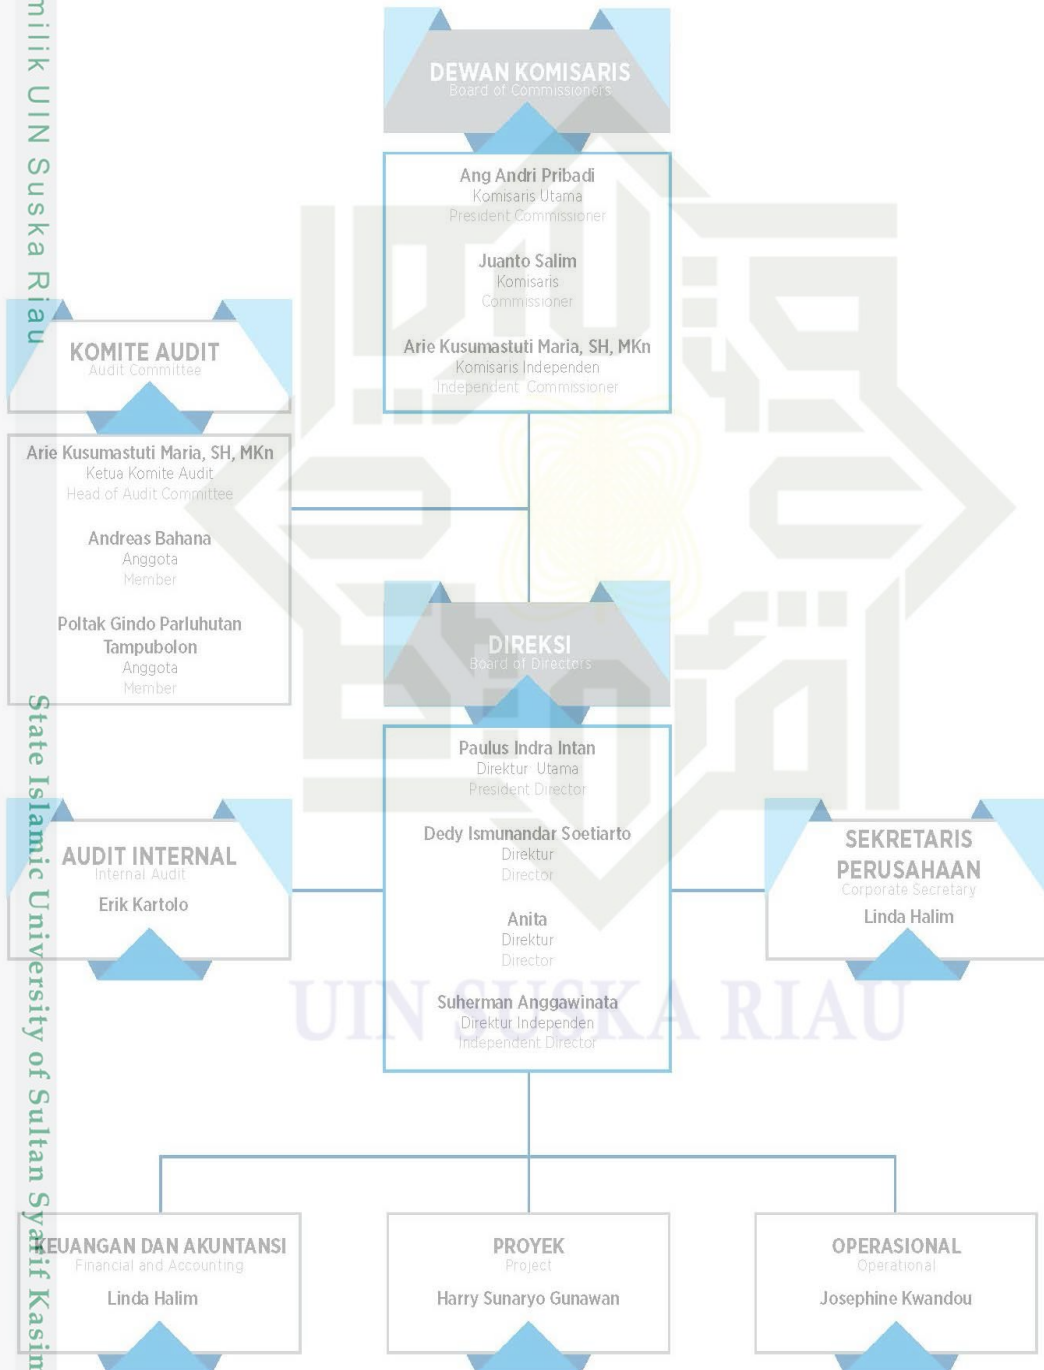 milik UIN Suska Riau
State Islamic University of Sultan Syarif Kasim
DEWAN KOMISARIS
Board of Commissioners
Ang Andri Pribadi
Komisaris Utama
President Commissioner
Juanto Salim
Komisaris
Commissioner
Arie Kusumastuti Maria, SH, MKn
Komisaris Independen
Independent Commissioner
KOMITE AUDIT
Audit Committee
Arie Kusumastuti Maria, SH, MKn
Ketua Komite Audit
Head of Audit Committee
Andreas Bahana
Anggota
Member
Poltak Gindo Parluhutan
Tampubolon
Anggota
Member
DIREKSI
Board of Directors
Paulus Indra Intan
Direktur Utama
President Director
Dedy Ismunandar Soetiarto
Direktur
Director
Anita
Direktur
Director
Suherman Anggawinata
Direktur Independen
Independent Director
AUDIT INTERNAL
Internal Audit
Erik Kartolo
SEKRETARIS
PERUSAHAAN
Corporate Secretary
Linda Halim
UIN SUSKA RIAU
KEUANGAN DAN AKUNTANSI
Financial and Accounting
Linda Halim
PROYEK
Project
Harry Sunaryo Gunawan
OPERASIONAL
Operational
Josephine Kwandou